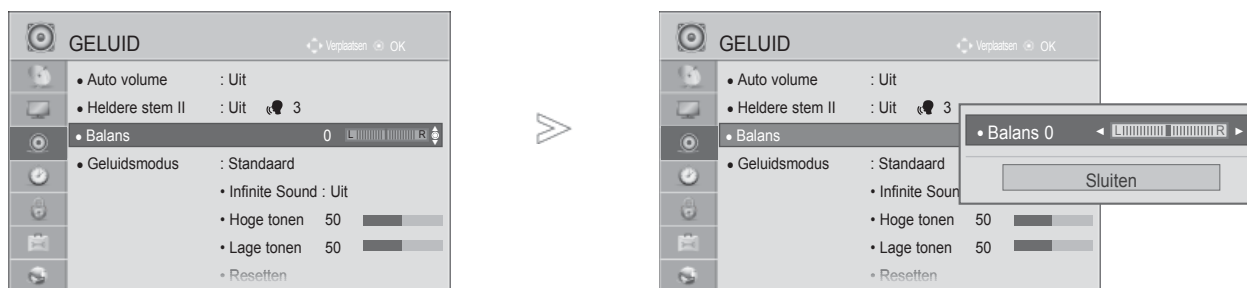 GELUID Verplaatsen OK
• Auto volume : Uit
• Heldere stem II : Uit 3
• Balans 0 L R
• Geluidsmodus : Standaard
• Infinite Sound : Uit
• Hoge tonen 50
• Lage tonen 50
• Resetten
GELUID Verplaatsen OK
• Auto volume : Uit
• Heldere stem II : Uit 3
• Balans
• Geluidsmodus : Standaard
• Infinite Soun
• Hoge tonen 50
• Lage tonen 50
• Resetten
• Balans 0 L R
Sluiten